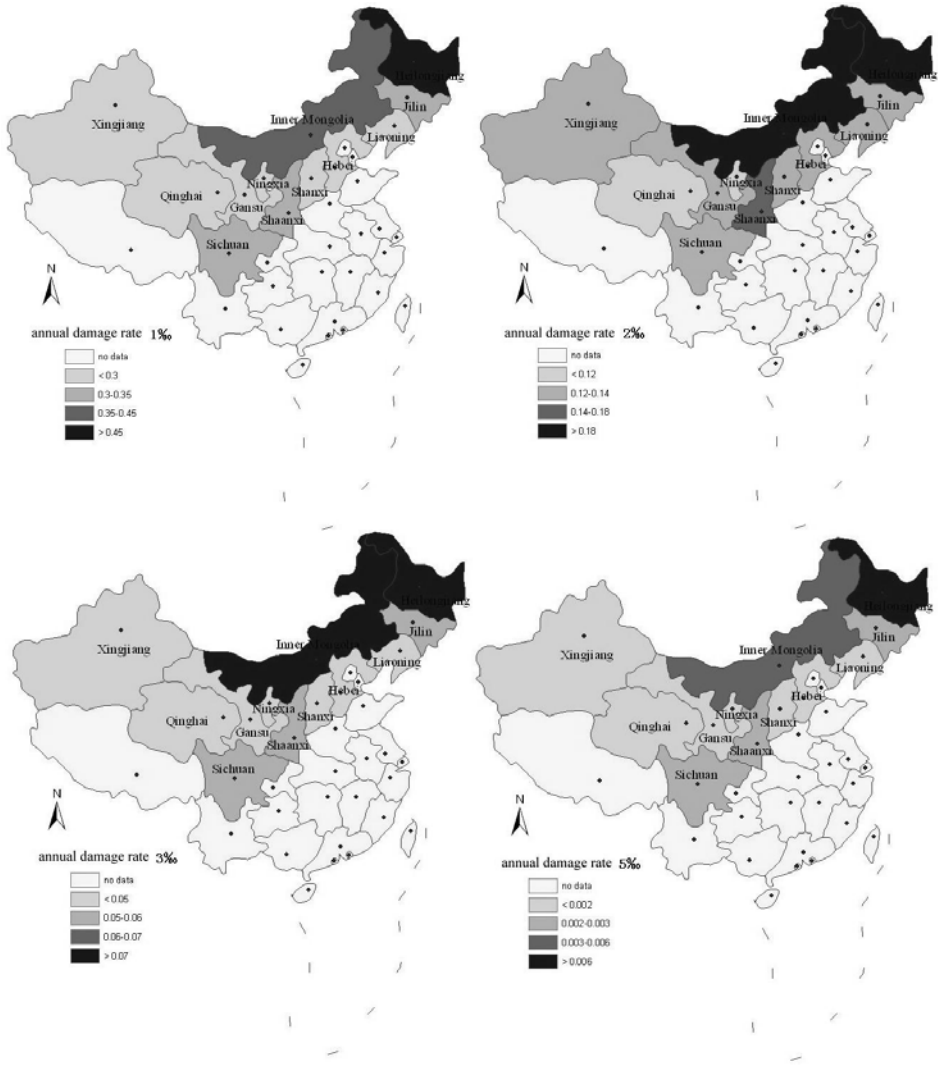 Heilongjiang
Jilin
Inner Mongolia
Liaoning
Xingjiang
Hebei
Ningxia
Shanxi
Qinghai
Gansu
Shaanxi
Sichuan
N
annual damage rate 1‰
no data
< 0.3
0.3-0.35
0.35-0.45
> 0.45
Heilongjiang
Jilin
Inner Mongolia
Liaoning
Xingjiang
Hebei
Ningxia
Shanxi
Qinghai
Gansu
Shaanxi
Sichuan
N
annual damage rate 2‰
no data
< 0.12
0.12-0.14
0.14-0.18
> 0.18
Heilongjiang
Jilin
Inner Mongolia
Liaoning
Xingjiang
Hebei
Ningxia
Shanxi
Qinghai
Gansu
Shaanxi
Sichuan
N
annual damage rate 3‰
no data
< 0.05
0.05-0.06
0.06-0.07
> 0.07
Heilongjiang
Jilin
Inner Mongolia
Liaoning
Xingjiang
Hebei
Ningxia
Shanxi
Qinghai
Gansu
Shaanxi
Sichuan
N
annual damage rate 5‰
no data
< 0.002
0.002-0.003
0.003-0.006
> 0.006